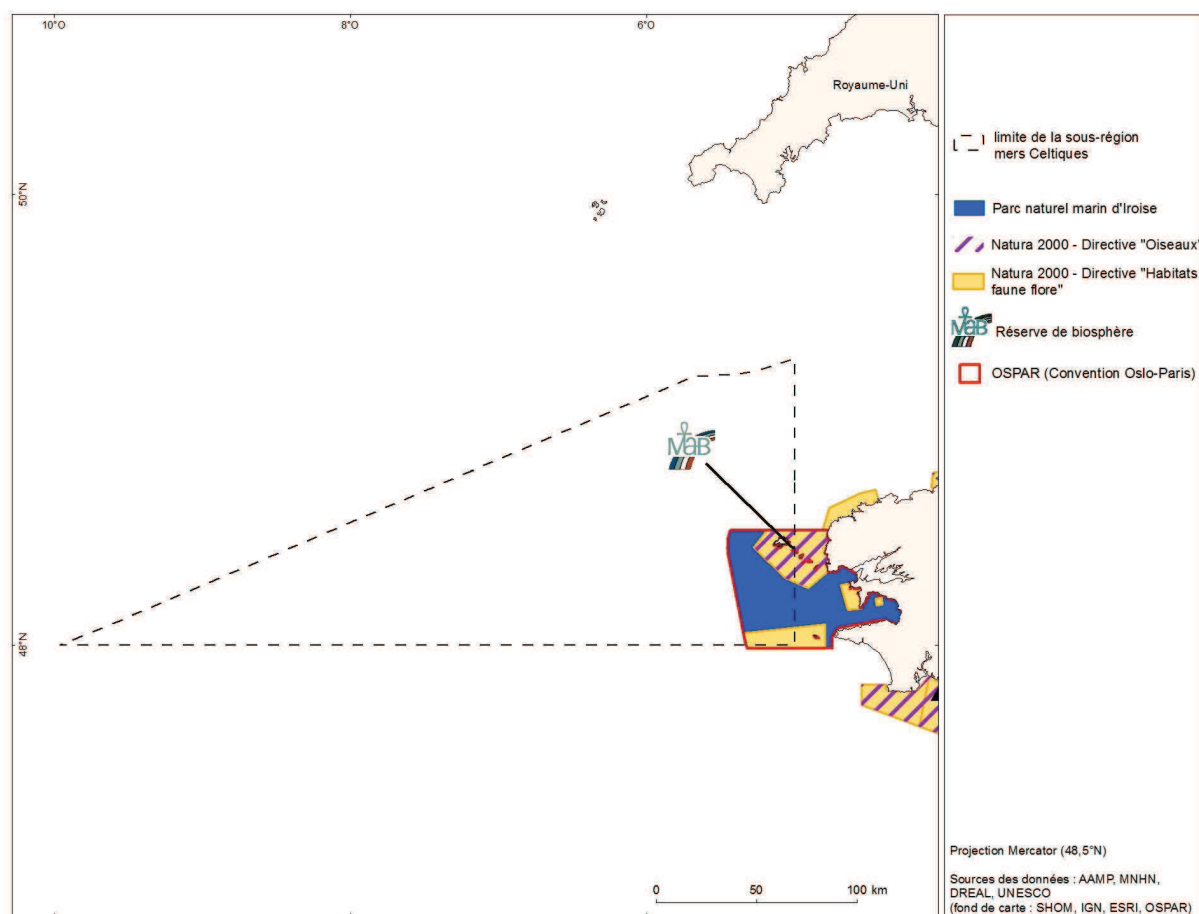 10°O 8°O 6°O
Royaume-Uni
50°N
48°N
MaB
limite de la sous-région
mers Celtiques
Parc naturel marin d'Iroise
Natura 2000 - Directive "Oiseaux"
Natura 2000 - Directive "Habitats
faune flore"
MaB
Réserve de biosphère
OSPAR (Convention Oslo-Paris)
0 50 100 km
Projection Mercator (48,5°N)
Sources des données : AAMP, MNHN,
DREAL, UNESCO
(fond de carte : SHOM, IGN, ESRI, OSPAR)